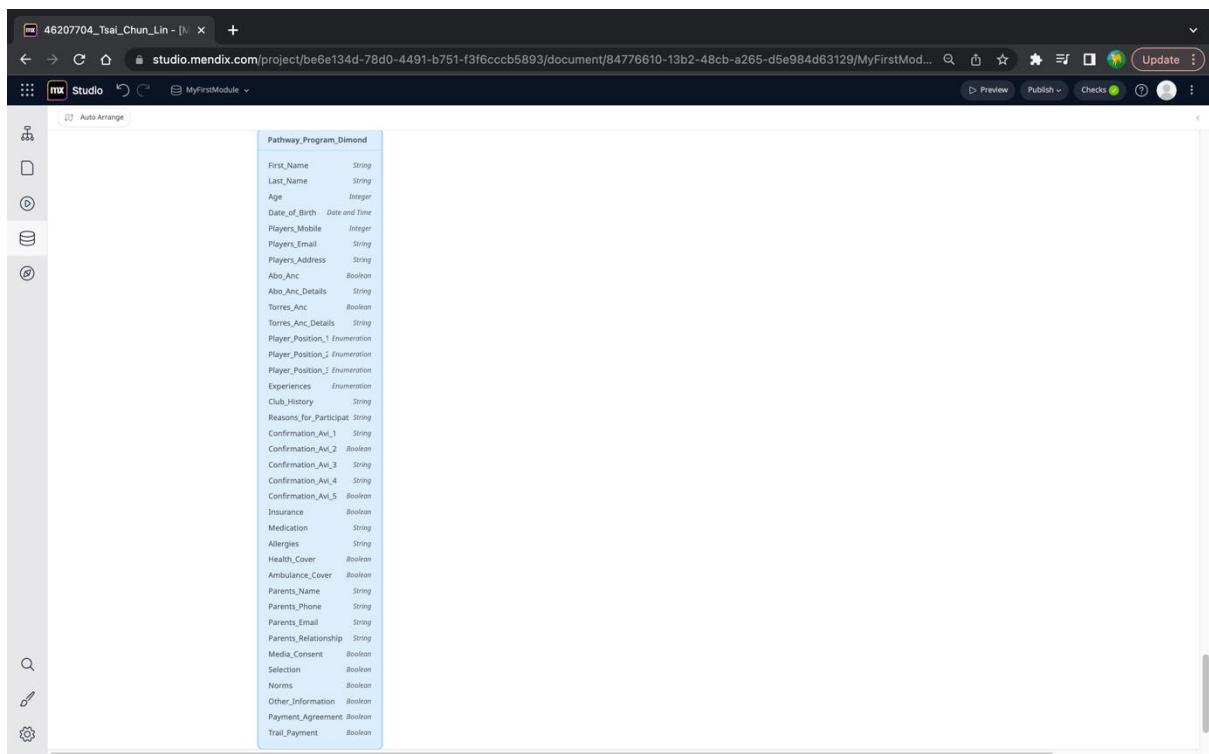 46207704_Tsai_Chun_Lin - [M
studio.mendix.com/project/be6e134d-78d0-4491-b751-f3f6cccb5893/document/84776610-13b2-48cb-a265-d5e984d63129/MyFirstMod... Update
mx Studio MyFirstModule Preview Publish Checks
Auto Arrange
Pathway_Program_Dimond
First_Name String
Last_Name String
Age Integer
Date_of_Birth Date and Time
Players_Mobile Integer
Players_Email String
Players_Address String
Abo_Anc Boolean
Abo_Anc_Details String
Torres_Anc Boolean
Torres_Anc_Details String
Player_Position_1 Enumeration
Player_Position_2 Enumeration
Player_Position_3 Enumeration
Experiences Enumeration
Club_History String
Reasons_for_Participat String
Confirmation_Avi_1 String
Confirmation_Avi_2 Boolean
Confirmation_Avi_3 String
Confirmation_Avi_4 String
Confirmation_Avi_5 Boolean
Insurance Boolean
Medication String
Allergies String
Health_Cover Boolean
Ambulance_Cover Boolean
Parents_Name String
Parents_Phone String
Parents_Email String
Parents_Relationship String
Media_Consent Boolean
Selection Boolean
Norms Boolean
Other_Information Boolean
Payment_Agreement Boolean
Trail_Payment Boolean